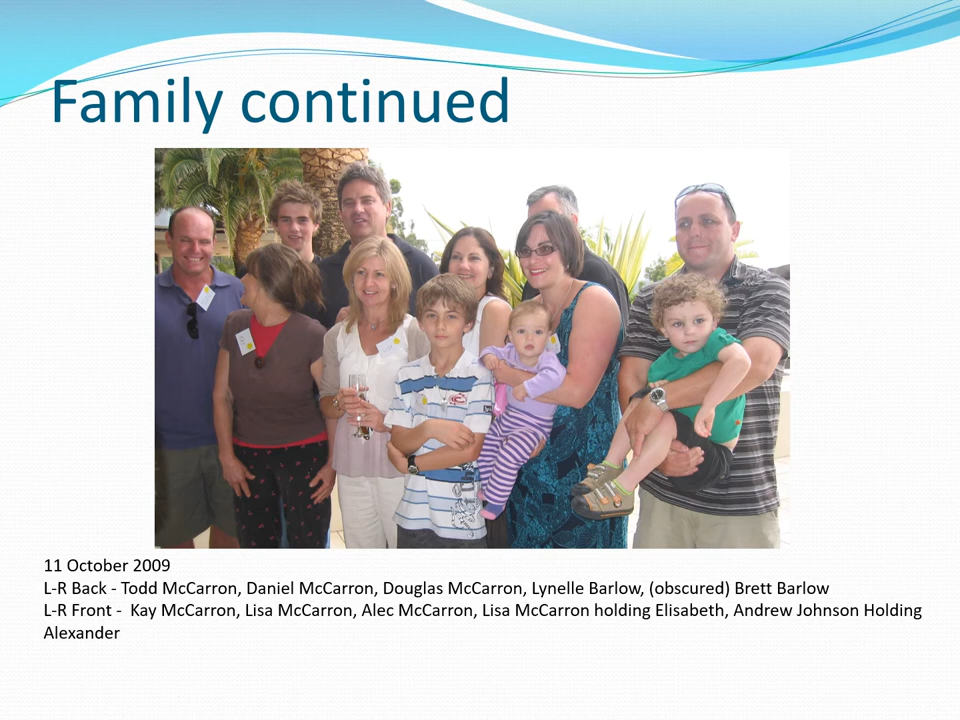 Family continued
11 October 2009
L-R Back - Todd McCarron, Daniel McCarron, Douglas McCarron, Lynelle Barlow, (obscured) Brett Barlow
L-R Front -  Kay McCarron, Lisa McCarron, Alec McCarron, Lisa McCarron holding Elisabeth, Andrew Johnson Holding
Alexander